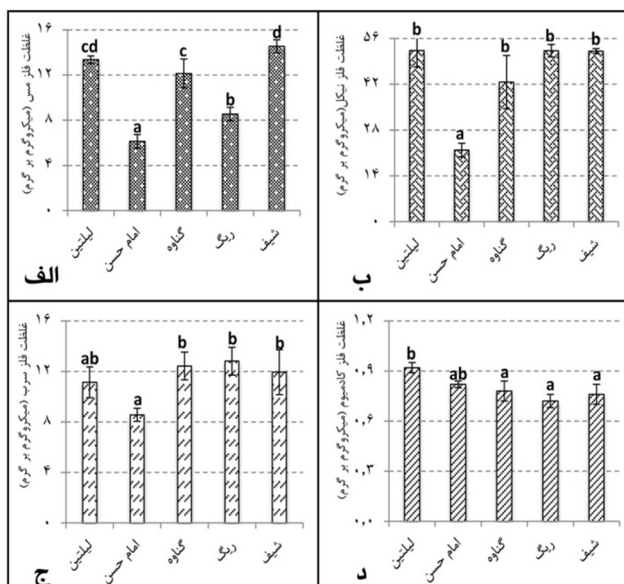 غلظت فلز مس (میکروگرم بر گرم)
۱۶
۱۲
۸
۴
۰
cd
a
c
b
d
لیلتین
امام حسن
گناوه
ریگ
شیف
الف
غلظت فلز نیکل(میکروگرم بر گرم)
۵۶
۴۲
۲۸
۱۴
۰
b
a
b
b
b
لیلتین
امام حسن
گناوه
ریگ
شیف
ب
غلظت فلز سرب (میکروگرم بر گرم)
۱۶
۱۲
۸
۴
۰
ab
a
b
b
b
لیلتین
امام حسن
گناوه
ریگ
شیف
ج
غلظت فلز کادمیوم (میکروگرم بر گرم)
۱,۲
۰,۹
۰,۶
۰,۳
۰,۰
b
ab
a
a
a
لیلتین
امام حسن
گناوه
ریگ
شیف
د